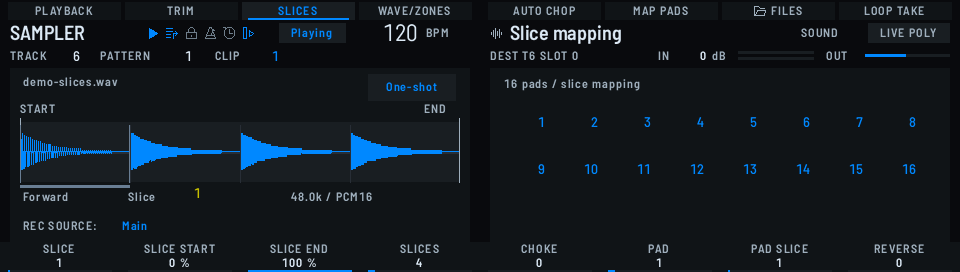 PLAYBACK TRIM SLICES WAVE/ZONES AUTO CHOP MAP PADS FILES LOOP TAKE
SAMPLER Playing 120 BPM Slice mapping SOUND LIVE POLY
TRACK 6 PATTERN 1 CLIP 1 DEST T6 SLOT 0 IN 0 dB OUT
demo-slices.wav One-shot 16 pads / slice mapping
START END
1 2 3 4 5 6 7 8
9 10 11 12 13 14 15 16
Forward Slice 1 48.0k / PCM16
REC SOURCE: Main
SLICE SLICE START SLICE END SLICES CHOKE PAD PAD SLICE REVERSE
1 0 % 100 % 4 0 1 1 0